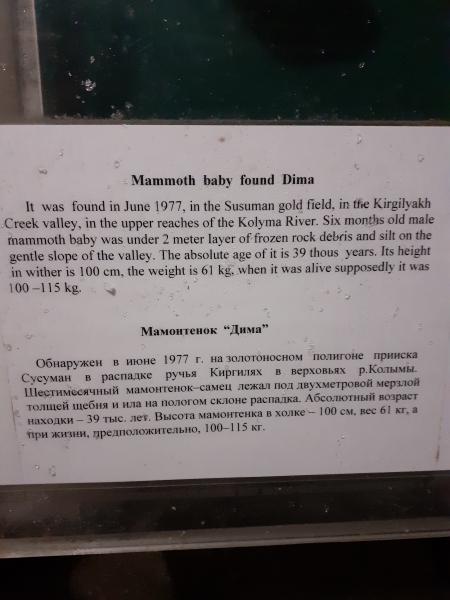 Mammoth baby found Dima
It was found in June 1977, in the Susuman gold field, in the Kirgilyakh
Creek valley, in the upper reaches of the Kolyma River. Six months old male
mammoth baby was under 2 meter layer of frozen rock debris and silt on the
gentle slope of the valley. The absolute age of it is 39 thous years. Its height
in wither is 100 cm, the weight is 61 kg, when it was alive supposedly it was
100 –115 kg.
Мамонтенок “Дима”
Обнаружен в июне 1977 г. на золотоносном полигоне прииска
Сусуман в распадке ручья Киргилях в верховьях р.Колымы.
Шестимесячный мамонтенок–самец лежал под двухметровой мерзлой
толщей щебня и ила на пологом склоне распадка. Абсолютный возраст
находки – 39 тыс. лет. Высота мамонтенка в холке – 100 см, вес 61 кг, а
при жизни, предположительно, 100–115 кг.